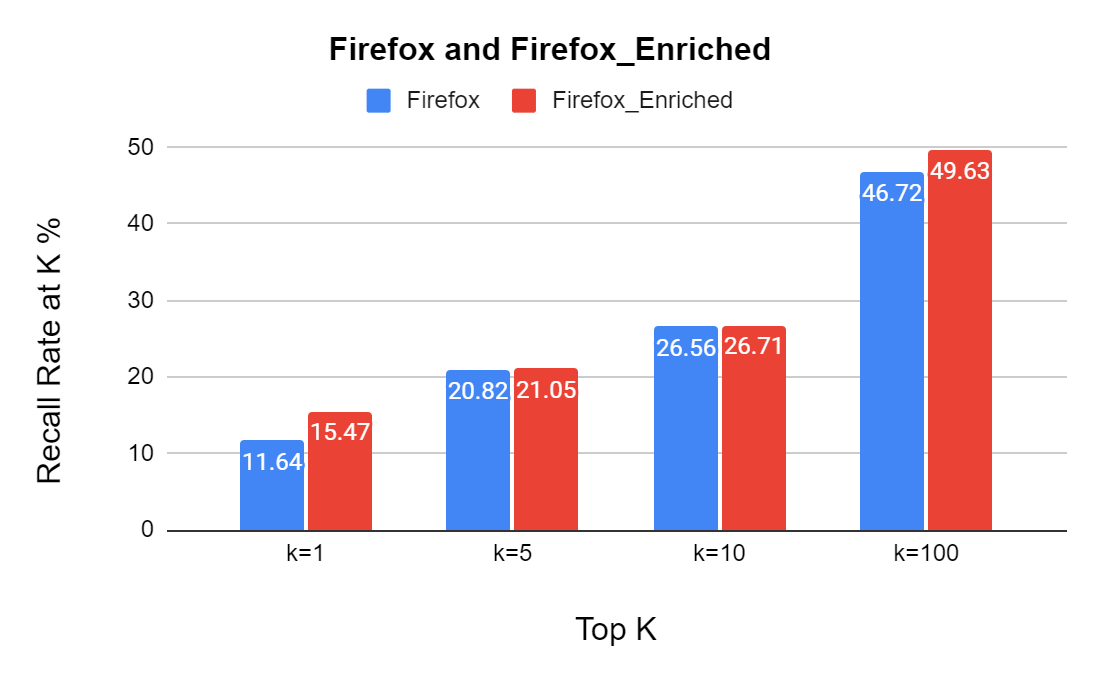 Firefox and Firefox_Enriched
Firefox Firefox_Enriched
Recall Rate at K %
50
40
30
20
10
0
11.64 15.47
20.82 21.05
26.56 26.71
46.72 49.63
k=1 k=5 k=10 k=100
Top K